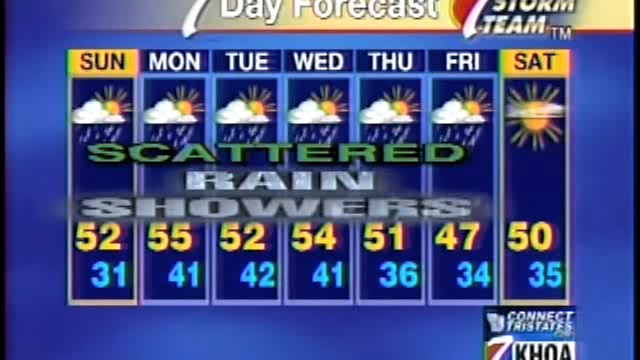 7 Day Forecast
7 STORM
TEAM TM
SUN MON TUE WED THU FRI SAT
SCATTERED
RAIN
SHOWERS
52 55 52 54 51 47 50
31 41 42 41 36 34 35
CONNECT
TRISTATES
7 KHQA